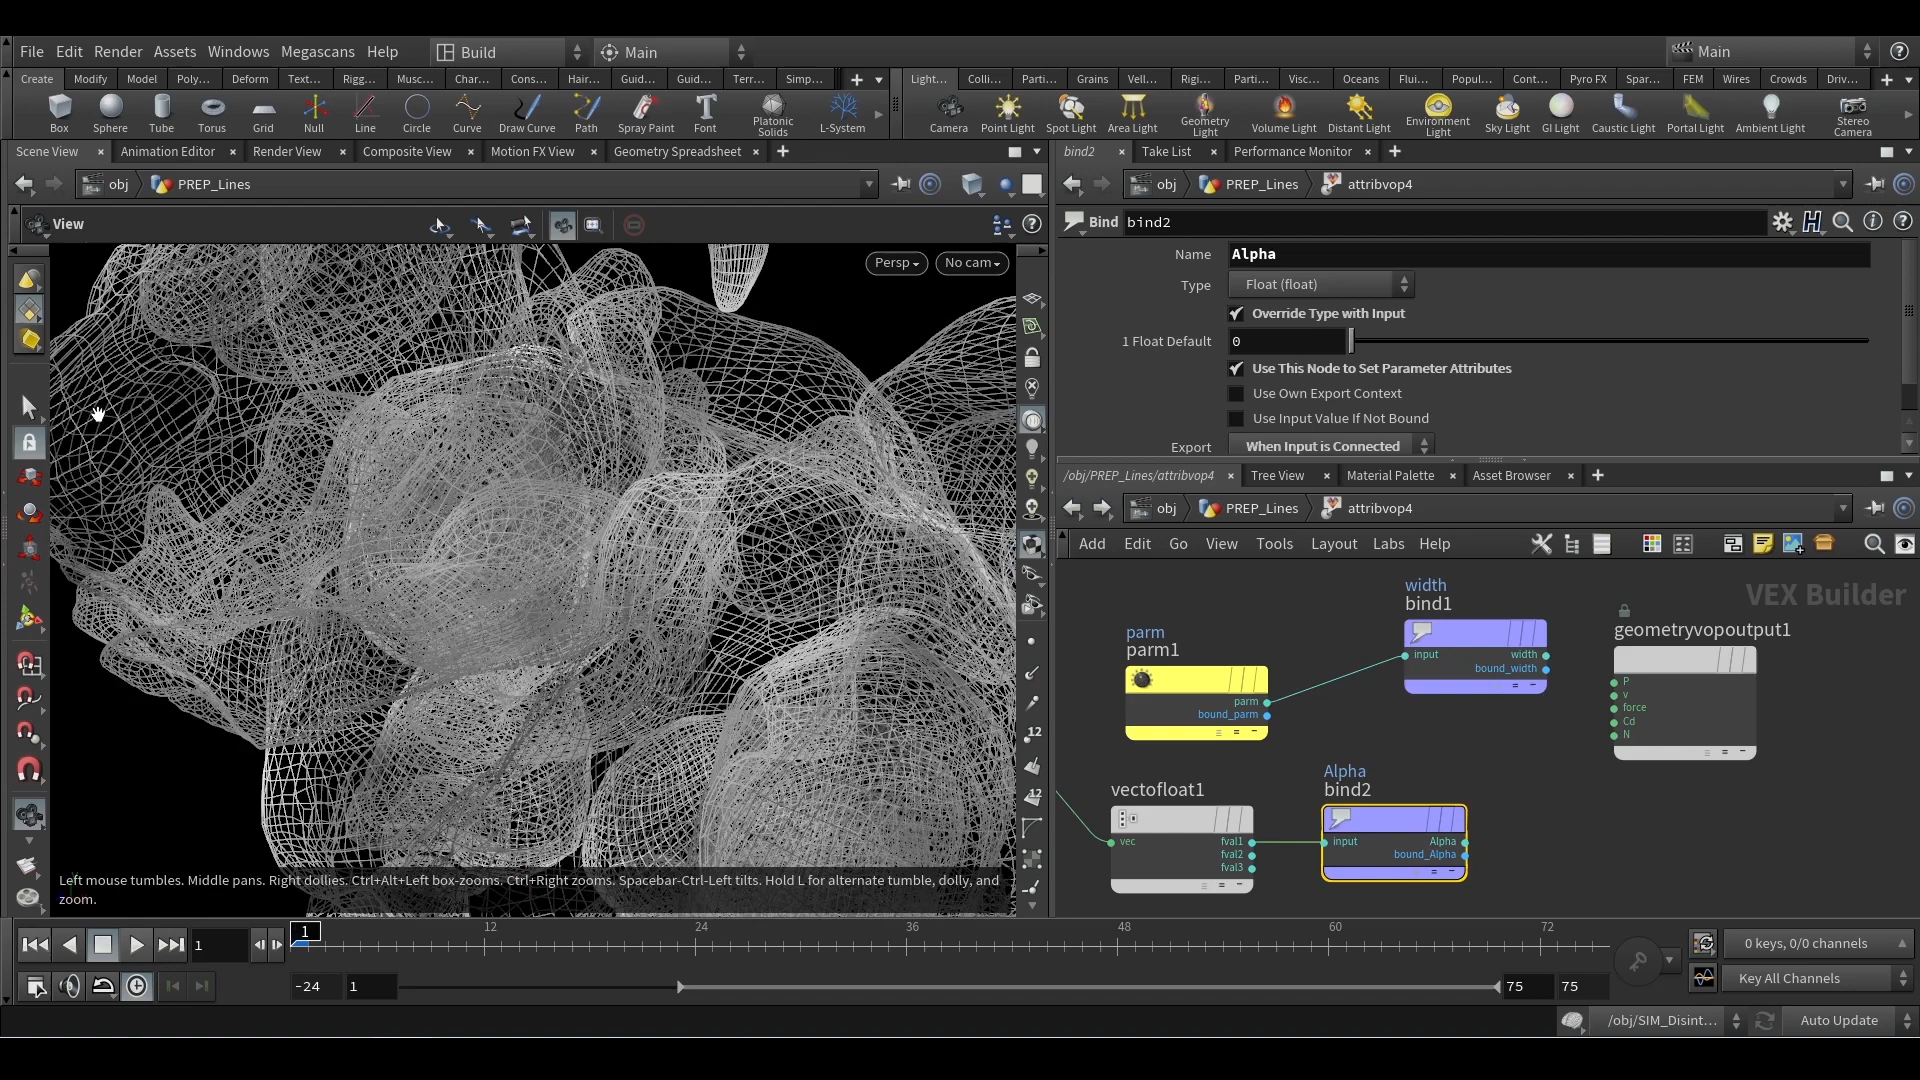 File Edit Render Assets Windows Megascans Help Build Main Main
Create Modify Model Poly... Deform Text... Rigg... Musc... Char... Cons... Hair... Guid... Guid... Terr... Simp... Light... Colli... Parti... Grains Vell... Rigi... Parti... Visc... Oceans Flui... Popul... Cont... Pyro FX Spar... FEM Wires Crowds Driv...
Box Sphere Tube Torus Grid Null Line Circle Curve Draw Curve Path Spray Paint Font Platonic Solids L-System Camera Point Light Spot Light Area Light Geometry Light Volume Light Distant Light Environment Light Sky Light GI Light Caustic Light Portal Light Ambient Light Stereo Camera
Scene View Animation Editor Render View Composite View Motion FX View Geometry Spreadsheet
obj PREP_Lines
View
Persp No cam
12
12
Left mouse tumbles. Middle pans. Right dollies. Ctrl+Alt+Left box-zooms. Ctrl+Right zooms. Spacebar-Ctrl-Left tilts. Hold L for alternate tumble, dolly, and
zoom.
bind2 Take List Performance Monitor
obj PREP_Lines attribvop4
Bind bind2
Name Alpha
Type Float (float)
Override Type with Input
1 Float Default 0
Use This Node to Set Parameter Attributes
Use Own Export Context
Use Input Value If Not Bound
Export When Input is Connected
/obj/PREP_Lines/attribvop4 Tree View Material Palette Asset Browser
obj PREP_Lines attribvop4
Add Edit Go View Tools Layout Labs Help
VEX Builder
width
bind1
input width
bound_width
parm
parm1
parm
bound_parm
geometryvopoutput1
P
v
force
Cd
N
vectofloat1
vec fval1
fval2
fval3
Alpha
bind2
input Alpha
bound_Alpha
1 1 12 24 36 48 60 72
0 keys, 0/0 channels
-24 1 75 75
Key All Channels
/obj/SIM_Disint... Auto Update